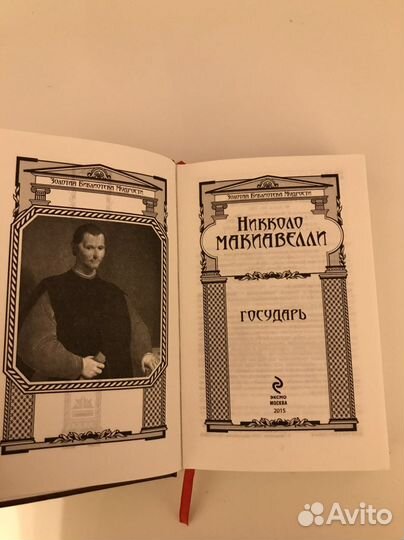 Золотая Библиотека Мудрости
Золотая Библиотека Мудрости
Никколо
МАКИАВЕЛЛИ
ГОСУДАРЬ
ЭКСМО
МОСКВА
2015
Avito